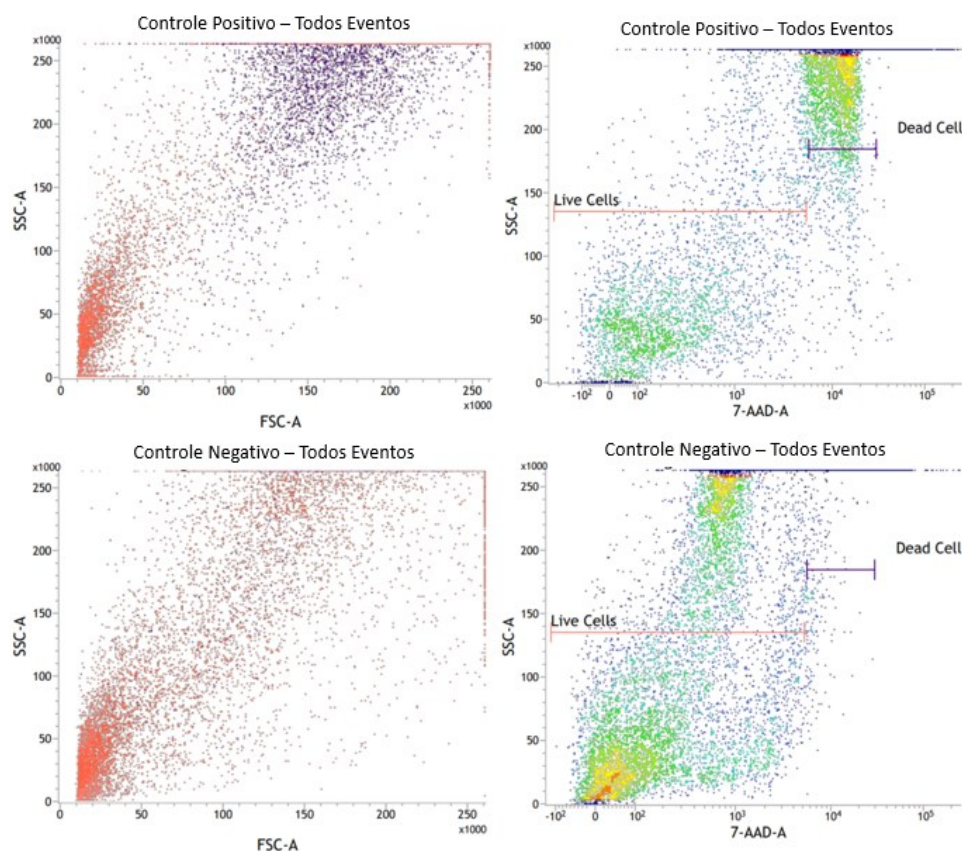 Controle Positivo – Todos Eventos
x1000
250
200
150
100
50
0
SSC-A
0
50
100
150
200
250
x1000
FSC-A
Controle Positivo – Todos Eventos
x1000
250
200
150
100
50
0
SSC-A
Dead Cell
Live Cells
-10²
0
10²
10³
10⁴
10⁵
7-AAD-A
Controle Negativo – Todos Eventos
x1000
250
200
150
100
50
0
SSC-A
0
50
100
150
200
250
x1000
FSC-A
Controle Negativo – Todos Eventos
x1000
250
200
150
100
50
0
SSC-A
Dead Cell
Live Cells
-10²
0
10²
10³
10⁴
10⁵
7-AAD-A